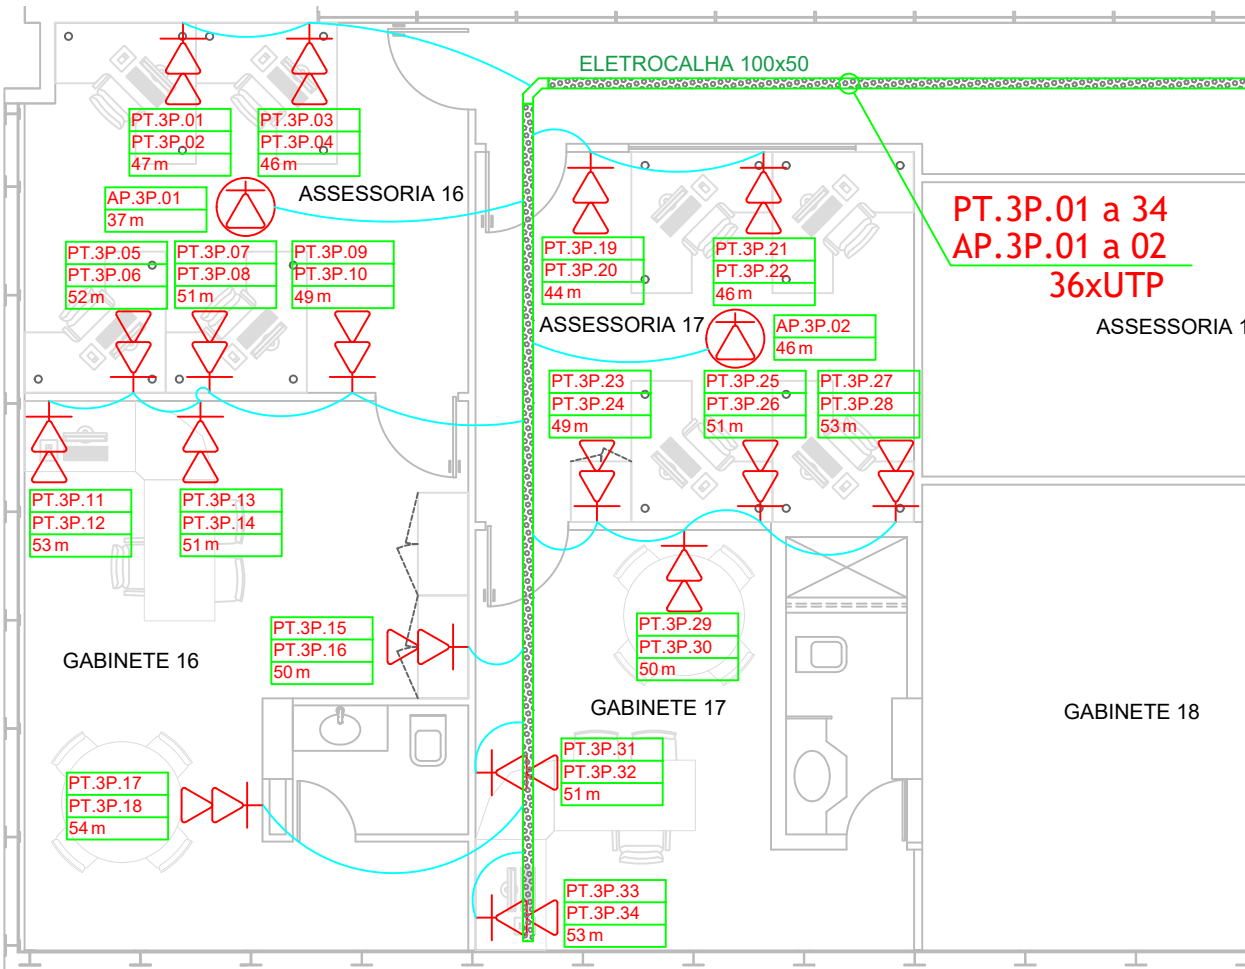 ELETROCALHA 100x50
PT.3P.01
PT.3P.02
47 m
PT.3P.03
PT.3P.04
46 m
AP.3P.01
37 m
ASSESSORIA 16
PT.3P.05
PT.3P.06
52 m
PT.3P.07
PT.3P.08
51 m
PT.3P.09
PT.3P.10
49 m
PT.3P.19
PT.3P.20
44 m
PT.3P.21
PT.3P.22
46 m
PT.3P.01 a 34
AP.3P.01 a 02
36xUTP
ASSESSORIA 17
AP.3P.02
46 m
ASSESSORIA 1
PT.3P.23
PT.3P.24
49 m
PT.3P.25
PT.3P.26
51 m
PT.3P.27
PT.3P.28
53 m
PT.3P.11
PT.3P.12
53 m
PT.3P.13
PT.3P.14
51 m
PT.3P.15
PT.3P.16
50 m
PT.3P.29
PT.3P.30
50 m
GABINETE 16
GABINETE 17
GABINETE 18
PT.3P.31
PT.3P.32
51 m
PT.3P.17
PT.3P.18
54 m
PT.3P.33
PT.3P.34
53 m